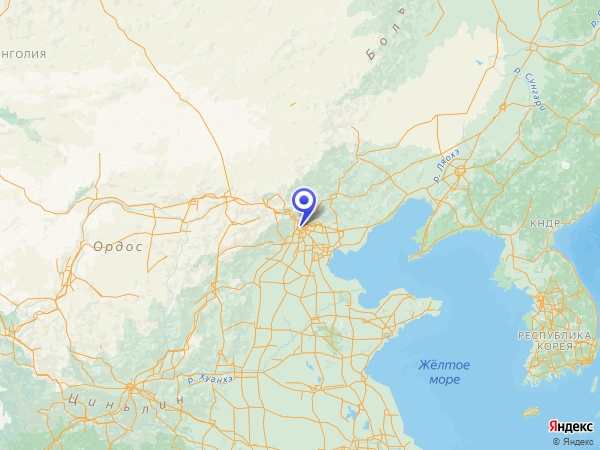 Боль
НГОЛИЯ
р. Сунгари
р. Ляохэ
КНДР
Ордос
РЕСПУБЛИКА
КОРЕЯ
Жёлтое
море
р. Хуанхэ
Циньлин
Яндекс
© Яндекс